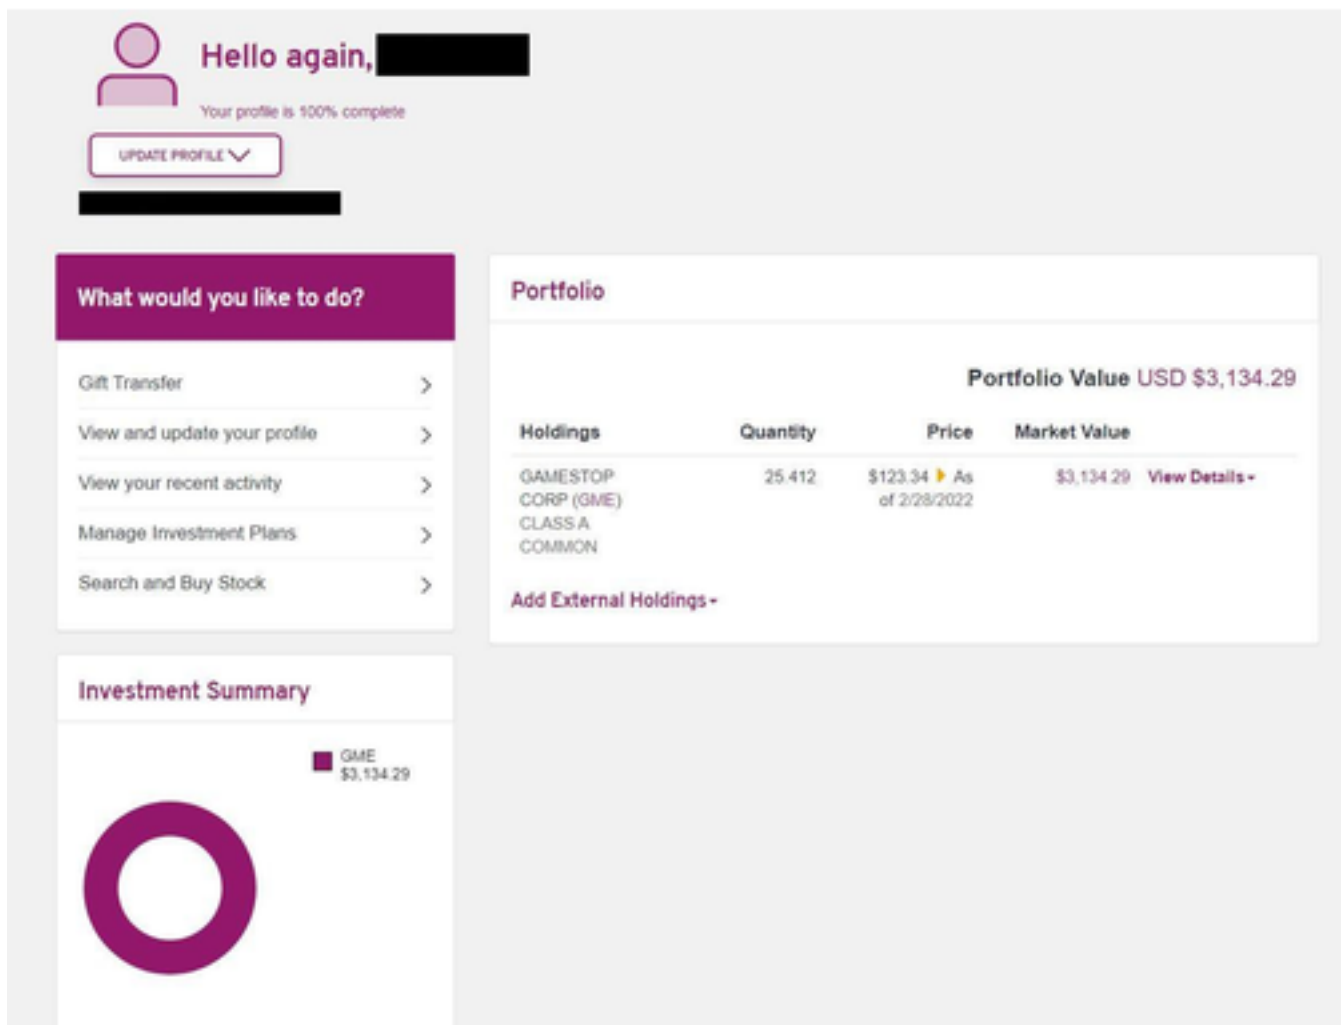 Hello again,
Your profile is 100% complete
UPDATE PROFILE
What would you like to do?
Gift Transfer
View and update your profile
View your recent activity
Manage Investment Plans
Search and Buy Stock
Portfolio
Portfolio Value USD $3,134.29
Holdings Quantity Price Market Value
GAMESTOP 25.412 $123.34 As $3,134.29 View Details
CORP (GME) of 2/28/2022
CLASS A
COMMON
Add External Holdings
Investment Summary
GME
$3,134.29